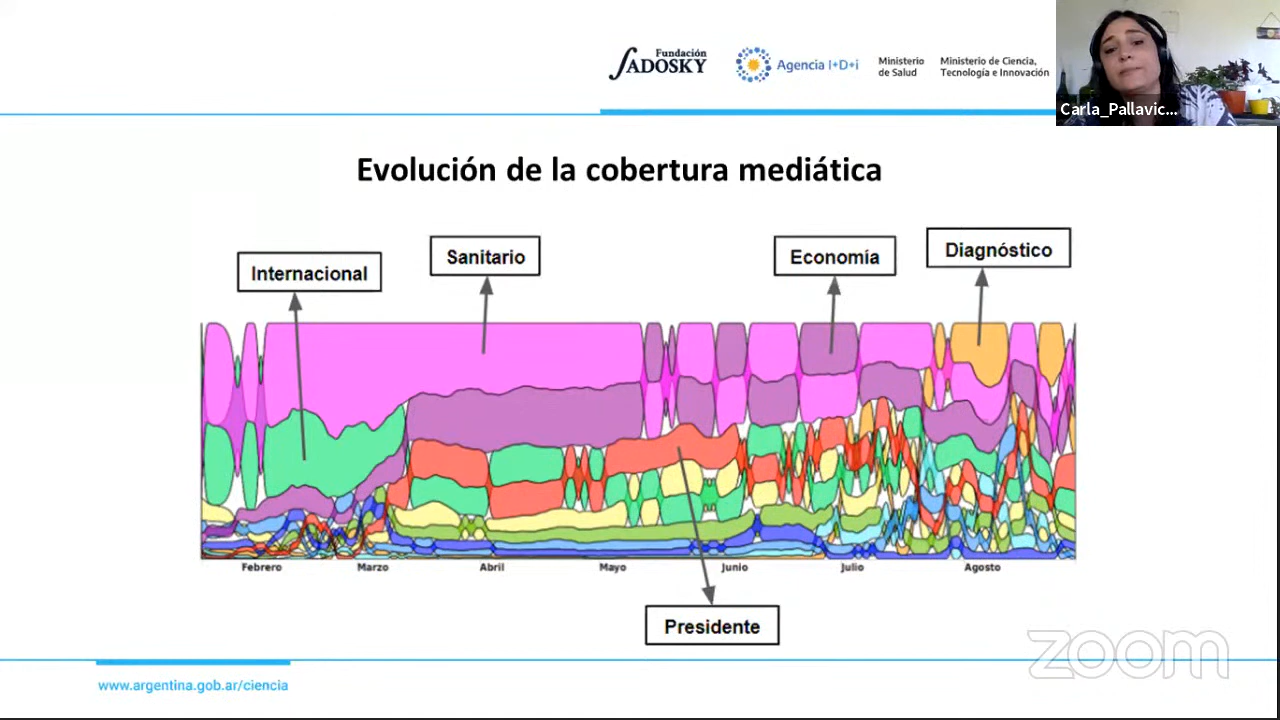 Fundación
SADOSKY
Agencia I+D+i
Ministerio
de Salud
Ministerio de Ciencia,
Tecnología e Innovación
Carla_Pallavic...
Evolución de la cobertura mediática
Internacional
Sanitario
Economía
Diagnóstico
Febrero
Marzo
Abril
Mayo
Junio
Julio
Agosto
Presidente
zoom
www.argentina.gob.ar/ciencia